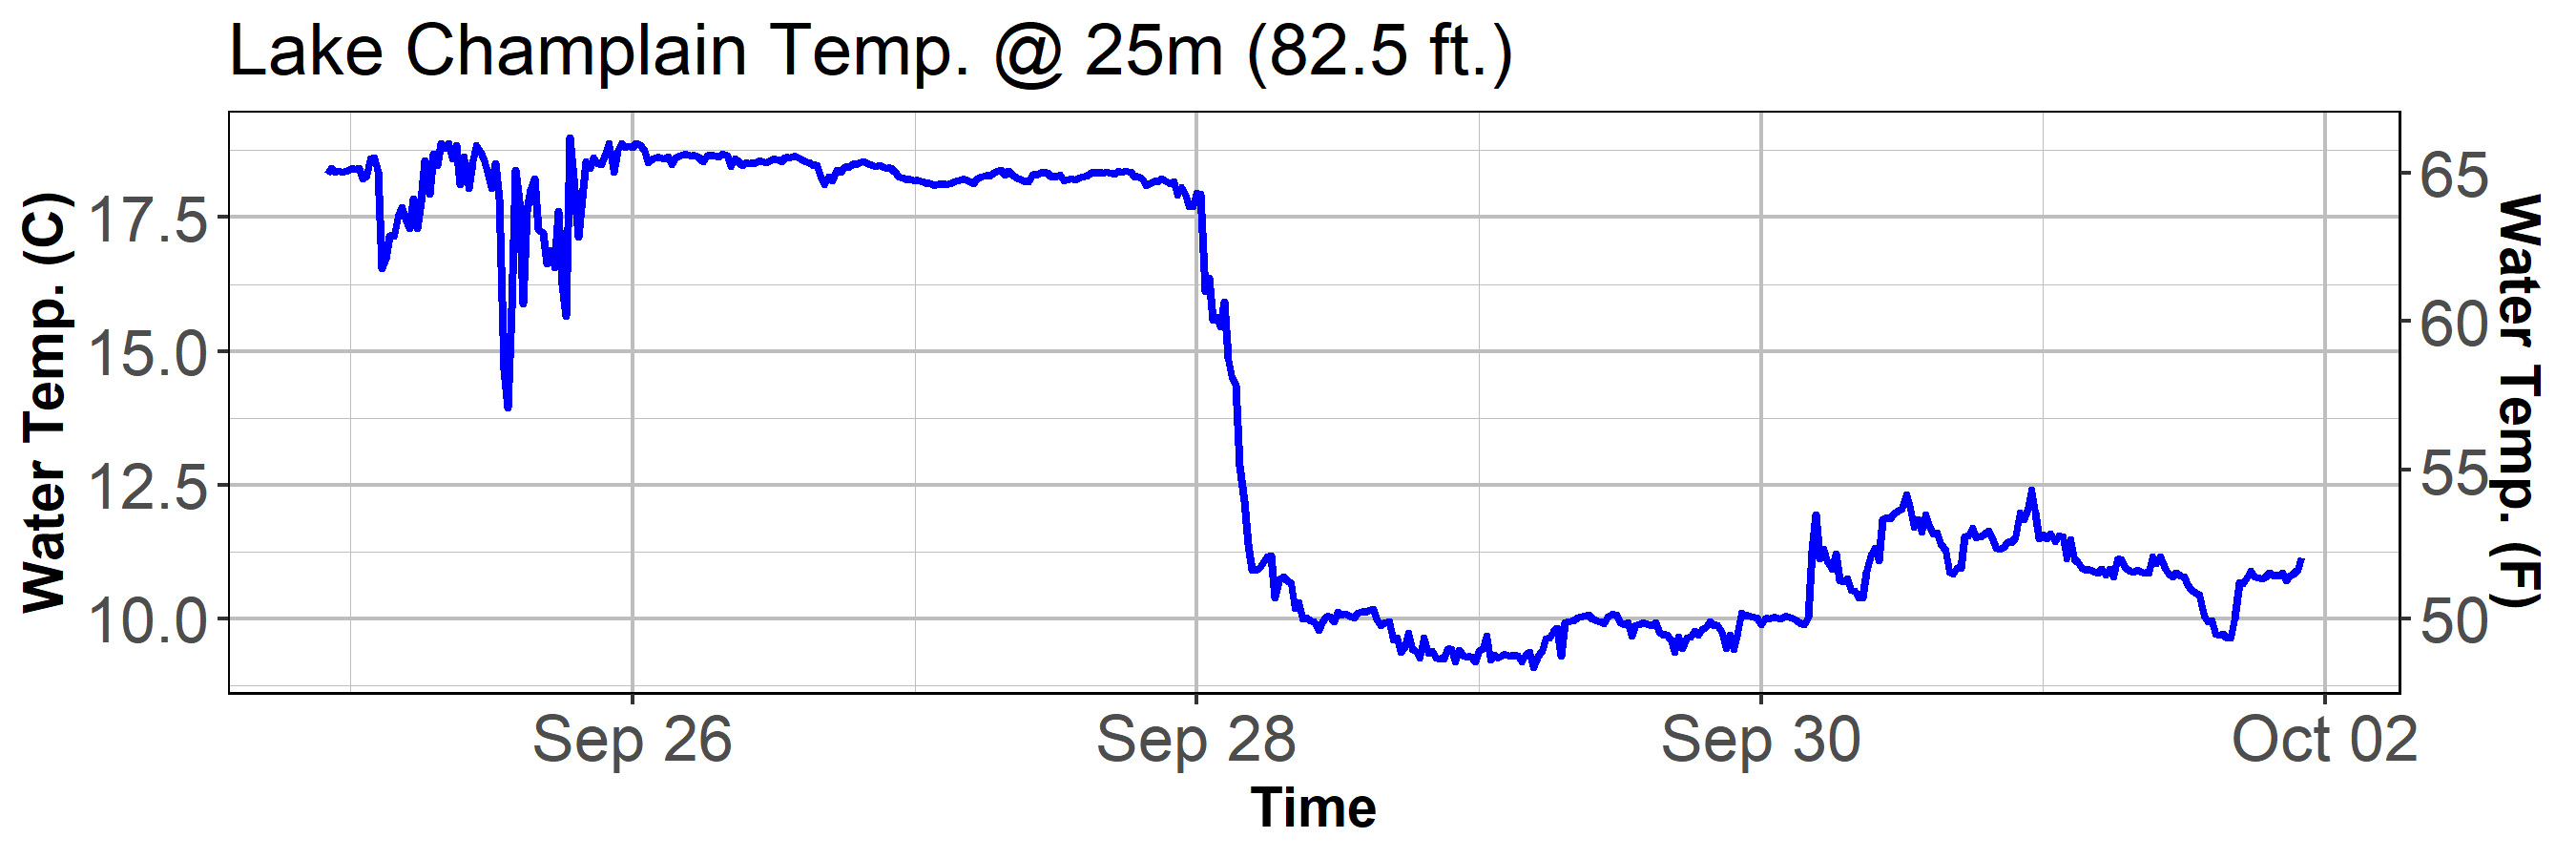 Lake Champlain Temp. @ 25m (82.5 ft.)
Water Temp. (C)
17.5
15.0
12.5
10.0
65
60
55
50
Water Temp. (F)
Sep 26
Sep 28
Sep 30
Oct 02
Time